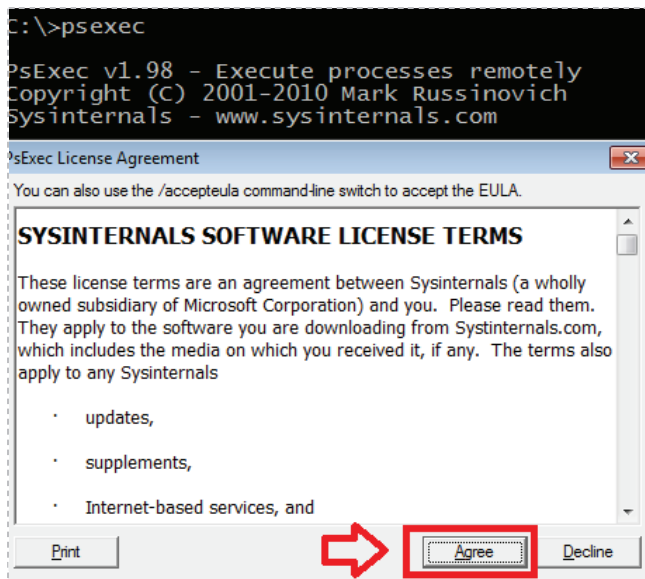 C:\>psexec
PsExec v1.98 - Execute processes remotely
Copyright (C) 2001-2010 Mark Russinovich
Sysinternals - www.sysinternals.com
PsExec License Agreement
You can also use the /accepteula command-line switch to accept the EULA.
SYSINTERNALS SOFTWARE LICENSE TERMS
These license terms are an agreement between Sysinternals (a wholly
owned subsidiary of Microsoft Corporation) and you. Please read them.
They apply to the software you are downloading from Systinternals.com,
which includes the media on which you received it, if any. The terms also
apply to any Sysinternals
· updates,
· supplements,
· Internet-based services, and
Print Agree Decline